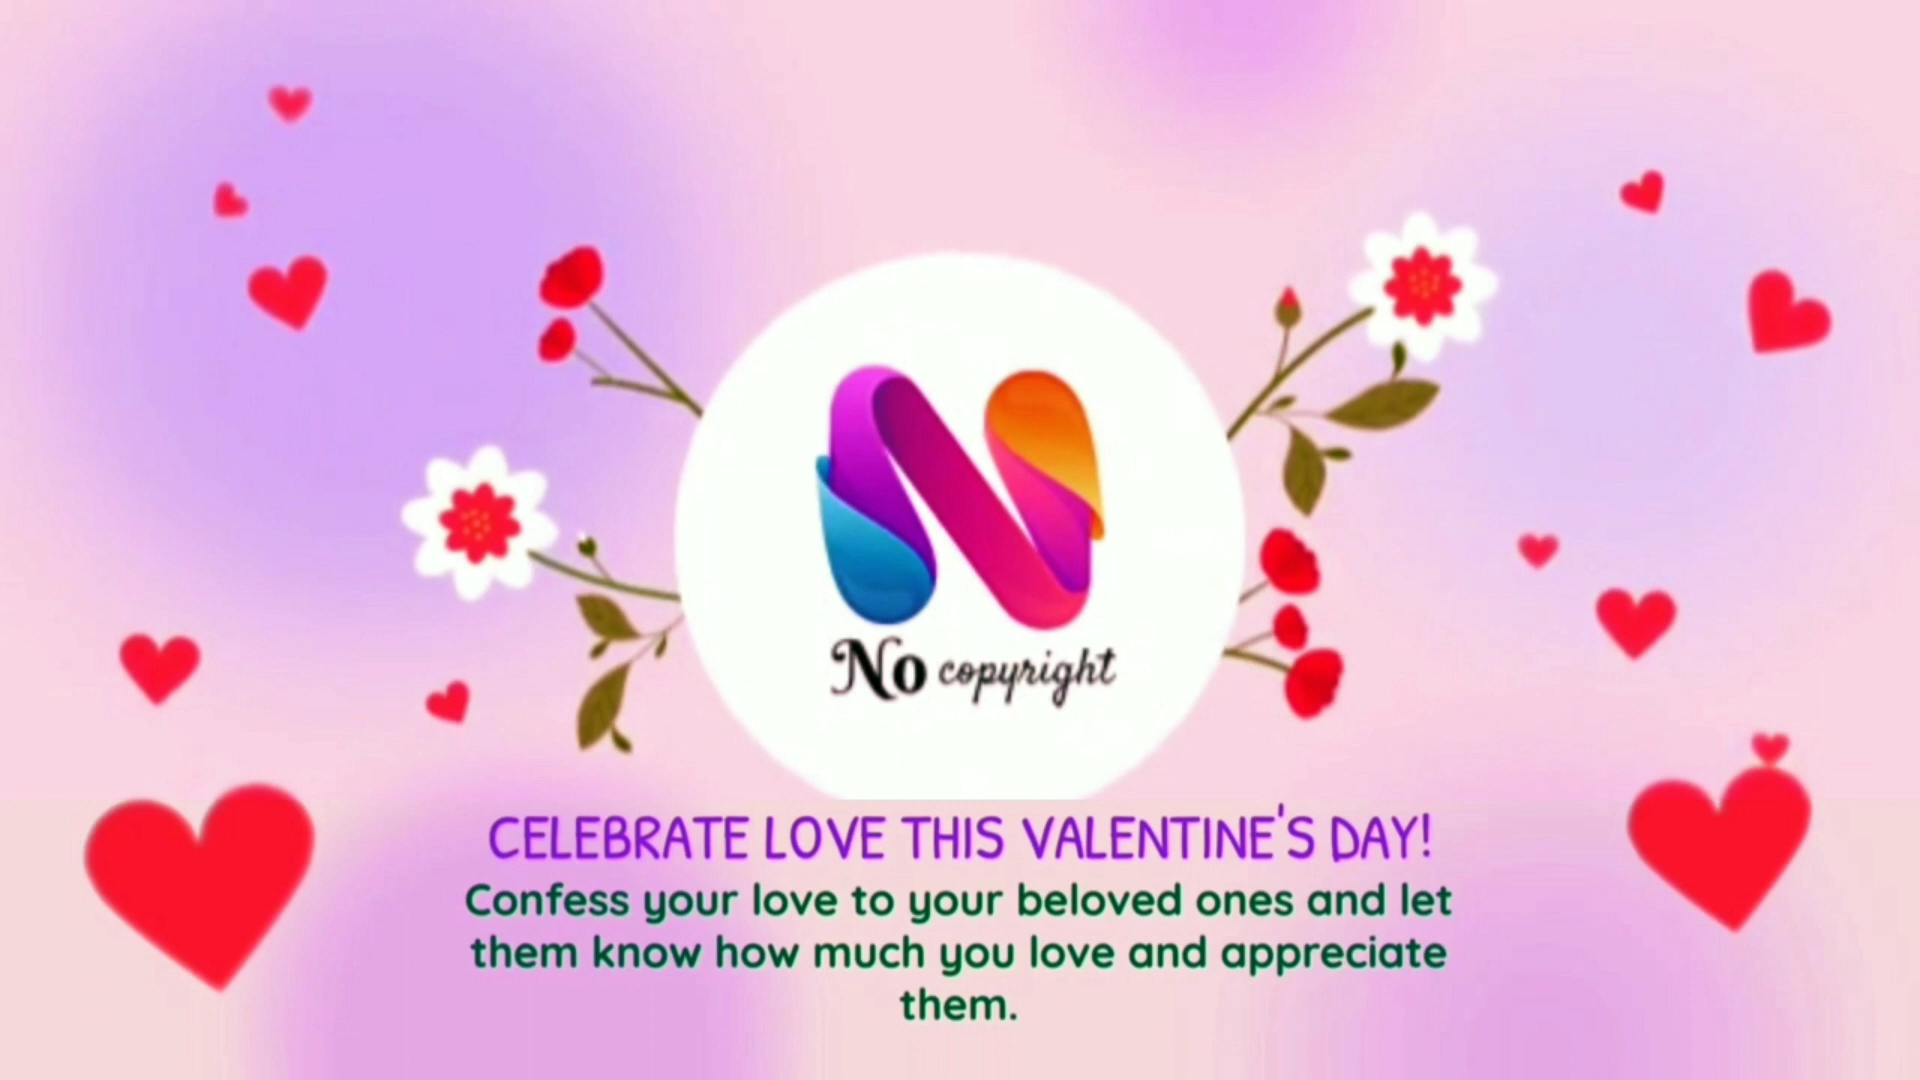 No copyright
CELEBRATE LOVE THIS VALENTINE'S DAY!
Confess your love to your beloved ones and let
them know how much you love and appreciate
them.